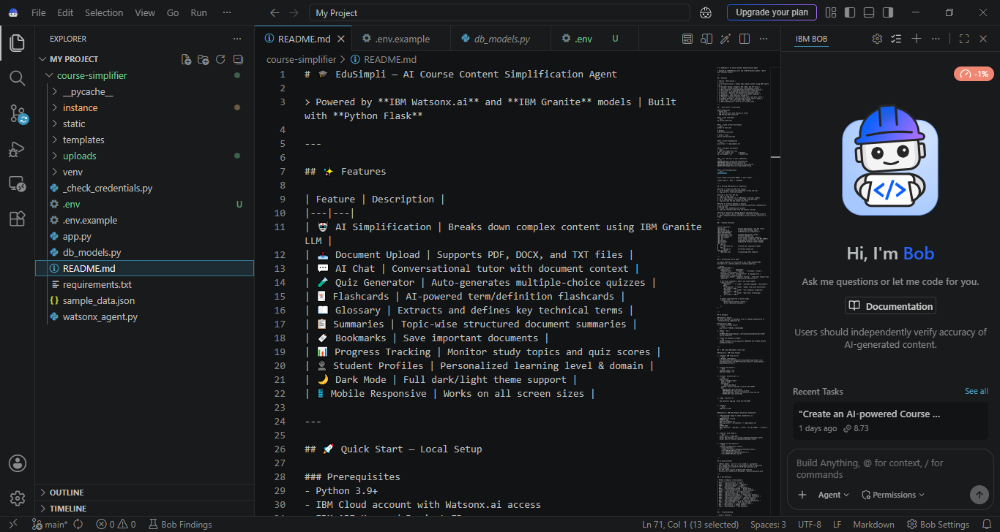 File Edit Selection View Go Run ···
My Project
Upgrade your plan
EXPLORER
MY PROJECT
course-simplifier
__pycache__
instance
static
templates
uploads
venv
_check_credentials.py
.env U
.env.example
app.py
db_models.py
README.md
requirements.txt
sample_data.json
watsonx_agent.py
OUTLINE
TIMELINE
README.md
.env.example
db_models.py
.env U
course-simplifier > README.md
1 # 🎓 EduSimpli — AI Course Content Simplification Agent
2
3 > Powered by **IBM Watsonx.ai** and **IBM Granite** models | Built
with **Python Flask**
4
5 ---
6
7 ## ✨ Features
8
9 | Feature | Description |
10 |---|---|
11 | 🤖 AI Simplification | Breaks down complex content using IBM Granite
LLM |
12 | 📤 Document Upload | Supports PDF, DOCX, and TXT files |
13 | 💬 AI Chat | Conversational tutor with document context |
14 | 🧪 Quiz Generator | Auto-generates multiple-choice quizzes |
15 | 🃏 Flashcards | AI-powered term/definition flashcards |
16 | 📖 Glossary | Extracts and defines key technical terms |
17 | 📋 Summaries | Topic-wise structured document summaries |
18 | 🔖 Bookmarks | Save important documents |
19 | 📊 Progress Tracking | Monitor study topics and quiz scores |
20 | 👤 Student Profiles | Personalized learning level & domain |
21 | 🌙 Dark Mode | Full dark/light theme support |
22 | 📱 Mobile Responsive | Works on all screen sizes |
23
24 ---
25
26 ## 🚀 Quick Start — Local Setup
27
28 ### Prerequisites
29 - Python 3.9+
30 - IBM Cloud account with Watsonx.ai access
IBM BOB
-1%
Hi, I'm Bob
Ask me questions or let me code for you.
Documentation
Users should independently verify accuracy of
AI-generated content.
Recent Tasks See all
"Create an AI-powered Course ...
1 days ago 8.73
Build Anything, @ for context, / for
commands
Agent Permissions
main* 0 0 Bob Findings
Ln 71, Col 1 (13 selected) Spaces: 3 UTF-8 LF Markdown Bob Settings